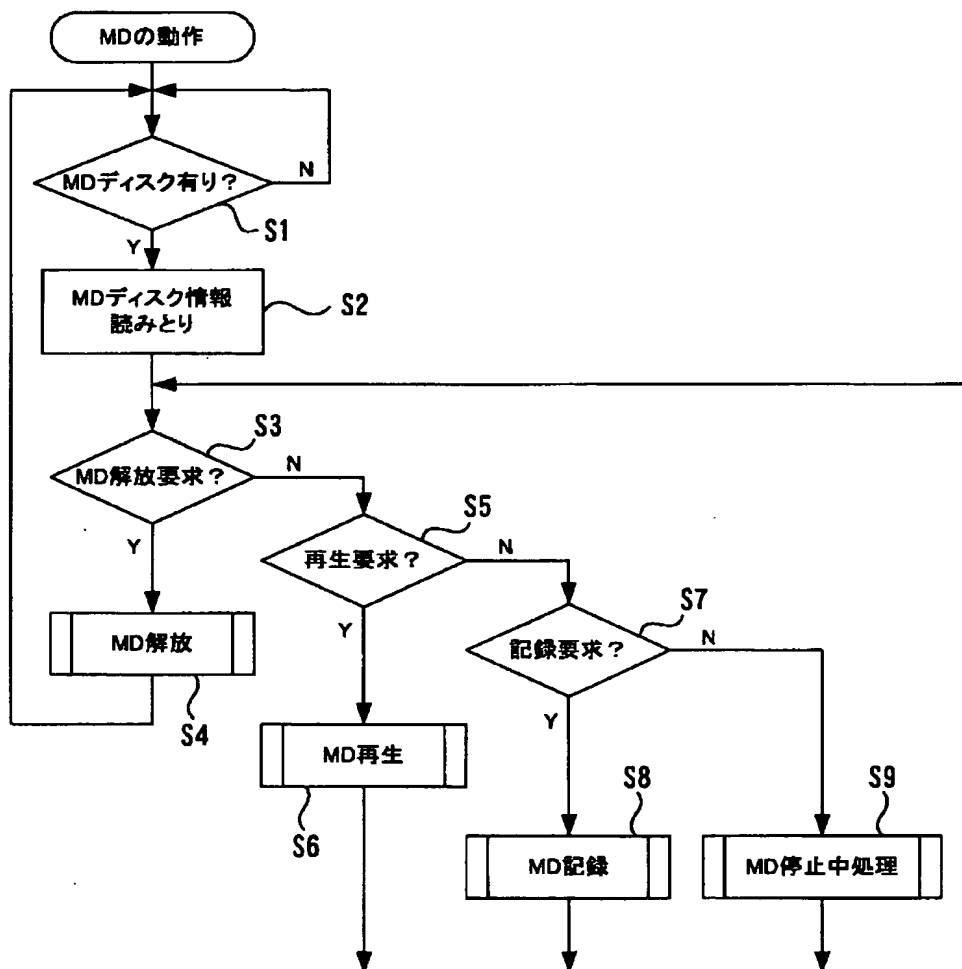 MDの動作
N
MDディスク有り?
S1
Y
MDディスク情報
読みとり
S2
S3
MD解放要求?
N
S5
Y
再生要求?
N
S7
MD解放
Y
記録要求?
N
S4
Y
MD再生
S6
S8
S9
MD記録
MD停止中処理